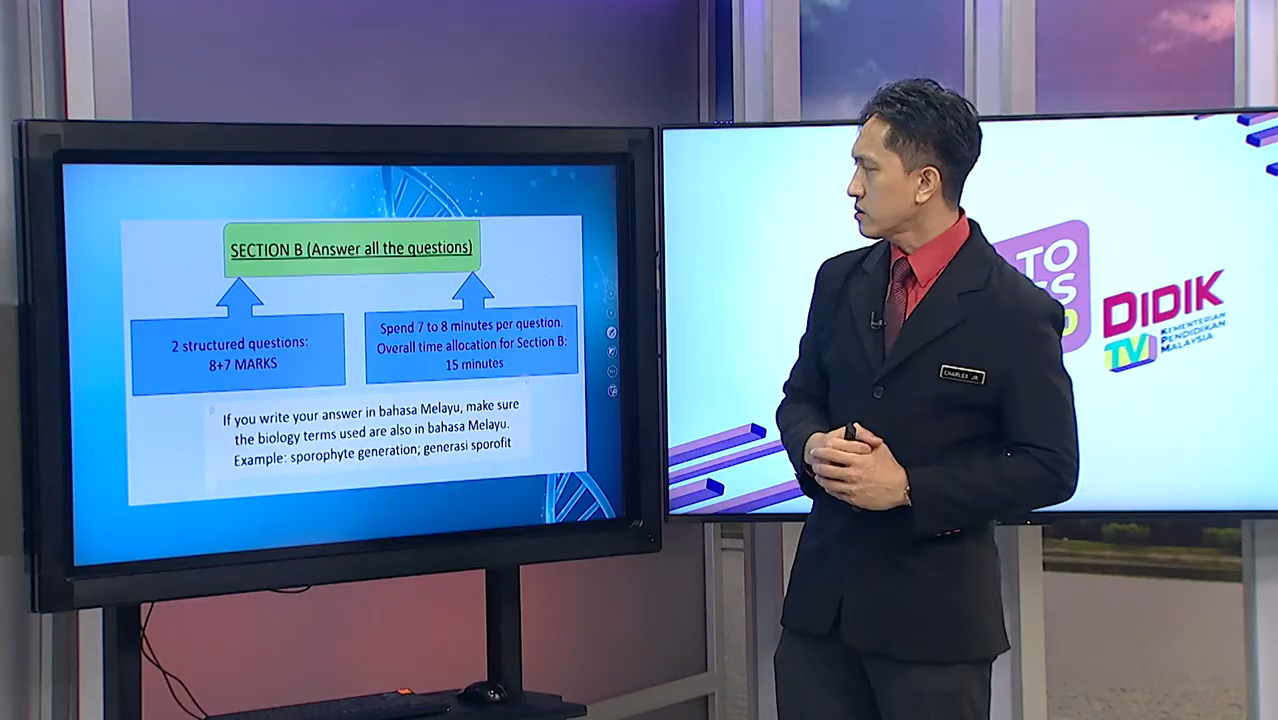 SECTION B (Answer all the questions)
2 structured questions:
8+7 MARKS
Spend 7 to 8 minutes per question.
Overall time allocation for Section B:
15 minutes
If you write your answer in bahasa Melayu, make sure
the biology terms used are also in bahasa Melayu.
Example: sporophyte generation; generasi sporofit
TO
DIDIK
TV
KEMENTERIAN
PENDIDIKAN
MALAYSIA
CHARLES JR.